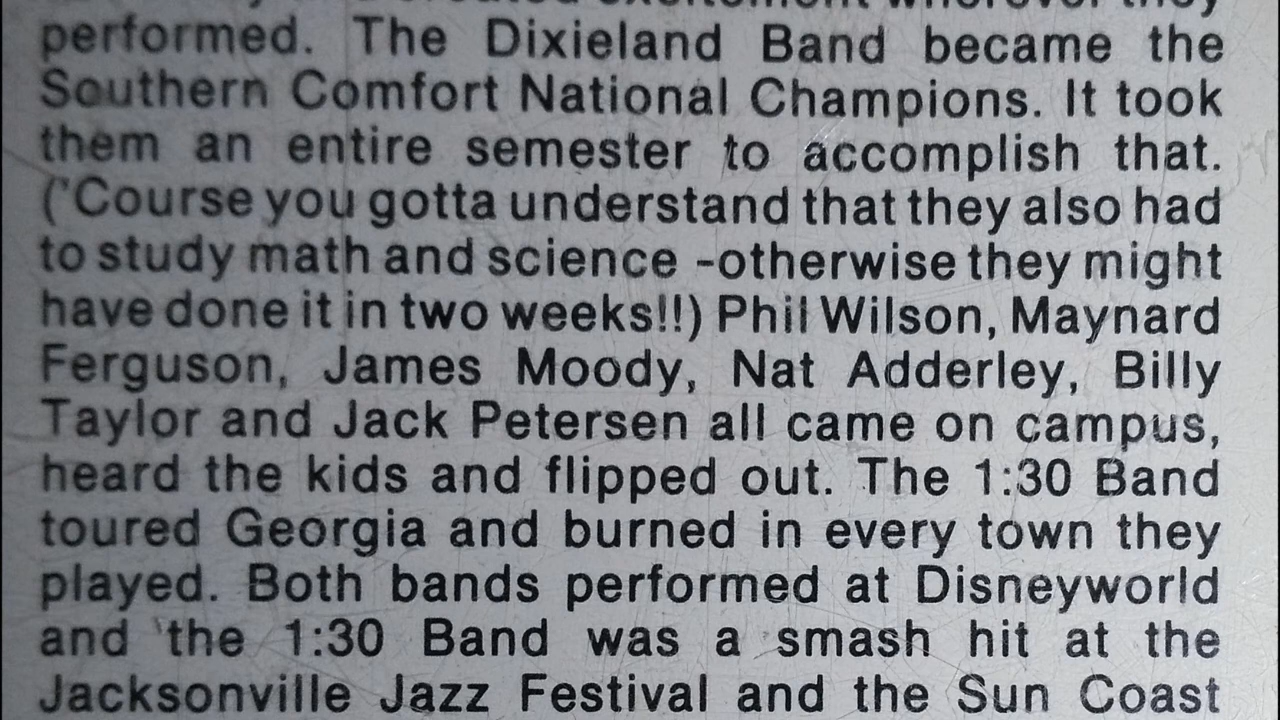 created excitement wherever they
performed. The Dixieland Band became the
Southern Comfort National Champions. It took
them an entire semester to accomplish that.
('Course you gotta understand that they also had
to study math and science -otherwise they might
have done it in two weeks!!) Phil Wilson, Maynard
Ferguson, James Moody, Nat Adderley, Billy
Taylor and Jack Petersen all came on campus,
heard the kids and flipped out. The 1:30 Band
toured Georgia and burned in every town they
played. Both bands performed at Disneyworld
and the 1:30 Band was a smash hit at the
Jacksonville Jazz Festival and the Sun Coast